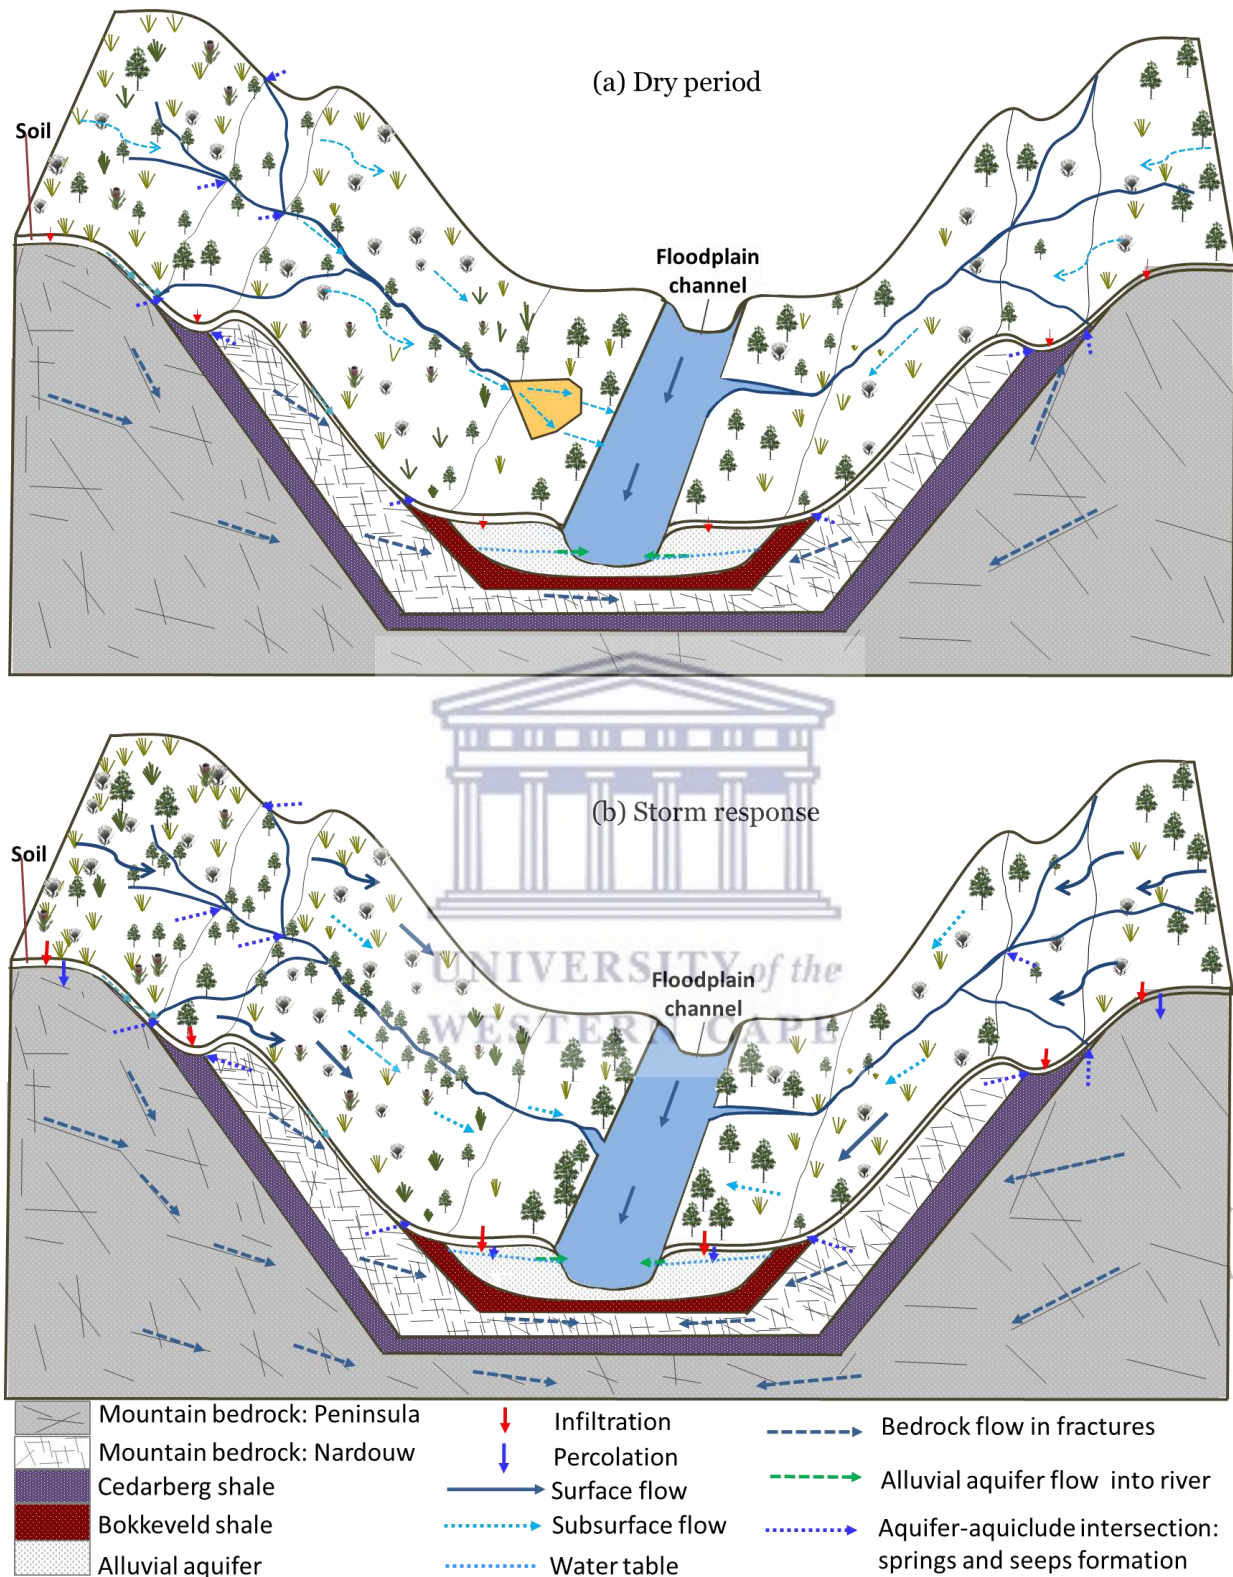 (a) Dry period
Soil
Floodplain
channel
(b) Storm response
Soil
UNIVERSITY of the
WESTERN CAPE
Floodplain
channel
Mountain bedrock: Peninsula
Mountain bedrock: Nardouw
Cedarberg shale
Bokkeveld shale
Alluvial aquifer
Infiltration
Percolation
Surface flow
Subsurface flow
Water table
Bedrock flow in fractures
Alluvial aquifer flow into river
Aquifer-aquiclude intersection:
springs and seeps formation